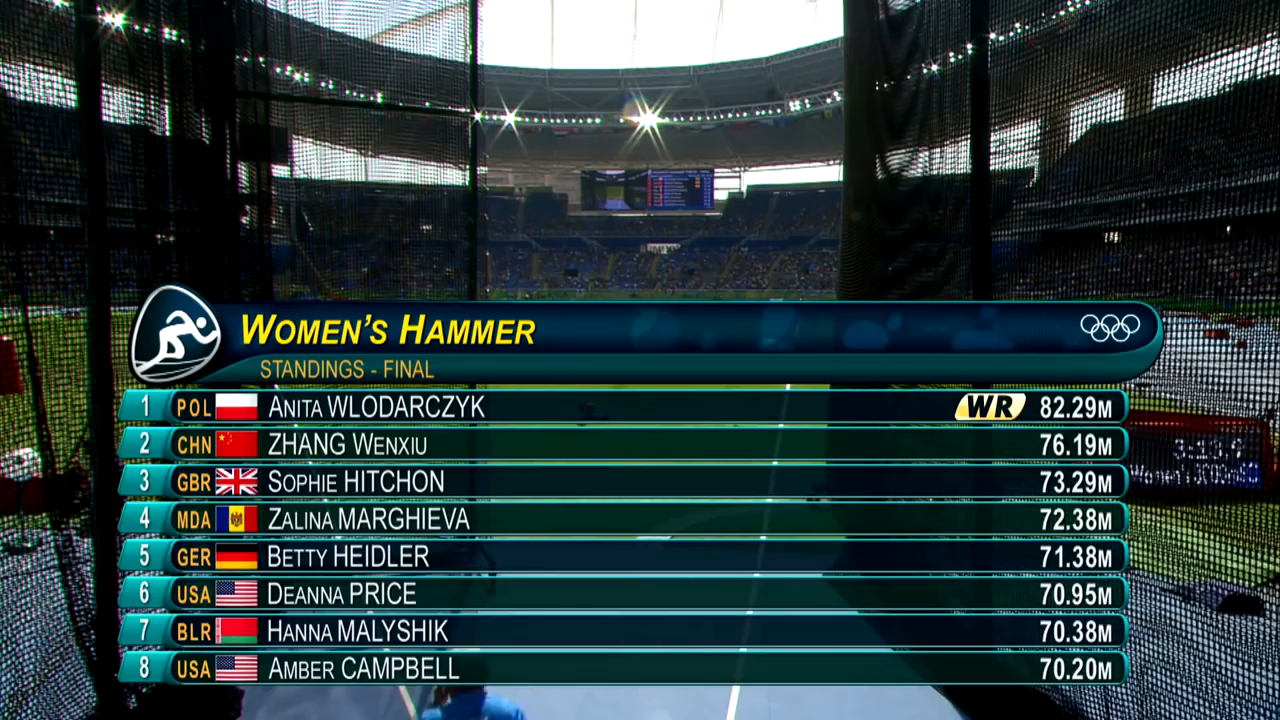 WOMEN'S HAMMER
STANDINGS - FINAL
1 POL ANITA WLODARCZYK WR 82.29M
2 CHN ZHANG WENXIU 76.19M
3 GBR SOPHIE HITCHON 73.29M
4 MDA ZALINA MARGHIEVA 72.38M
5 GER BETTY HEIDLER 71.38M
6 USA DEANNA PRICE 70.95M
7 BLR HANNA MALYSHIK 70.38M
8 USA AMBER CAMPBELL 70.20M